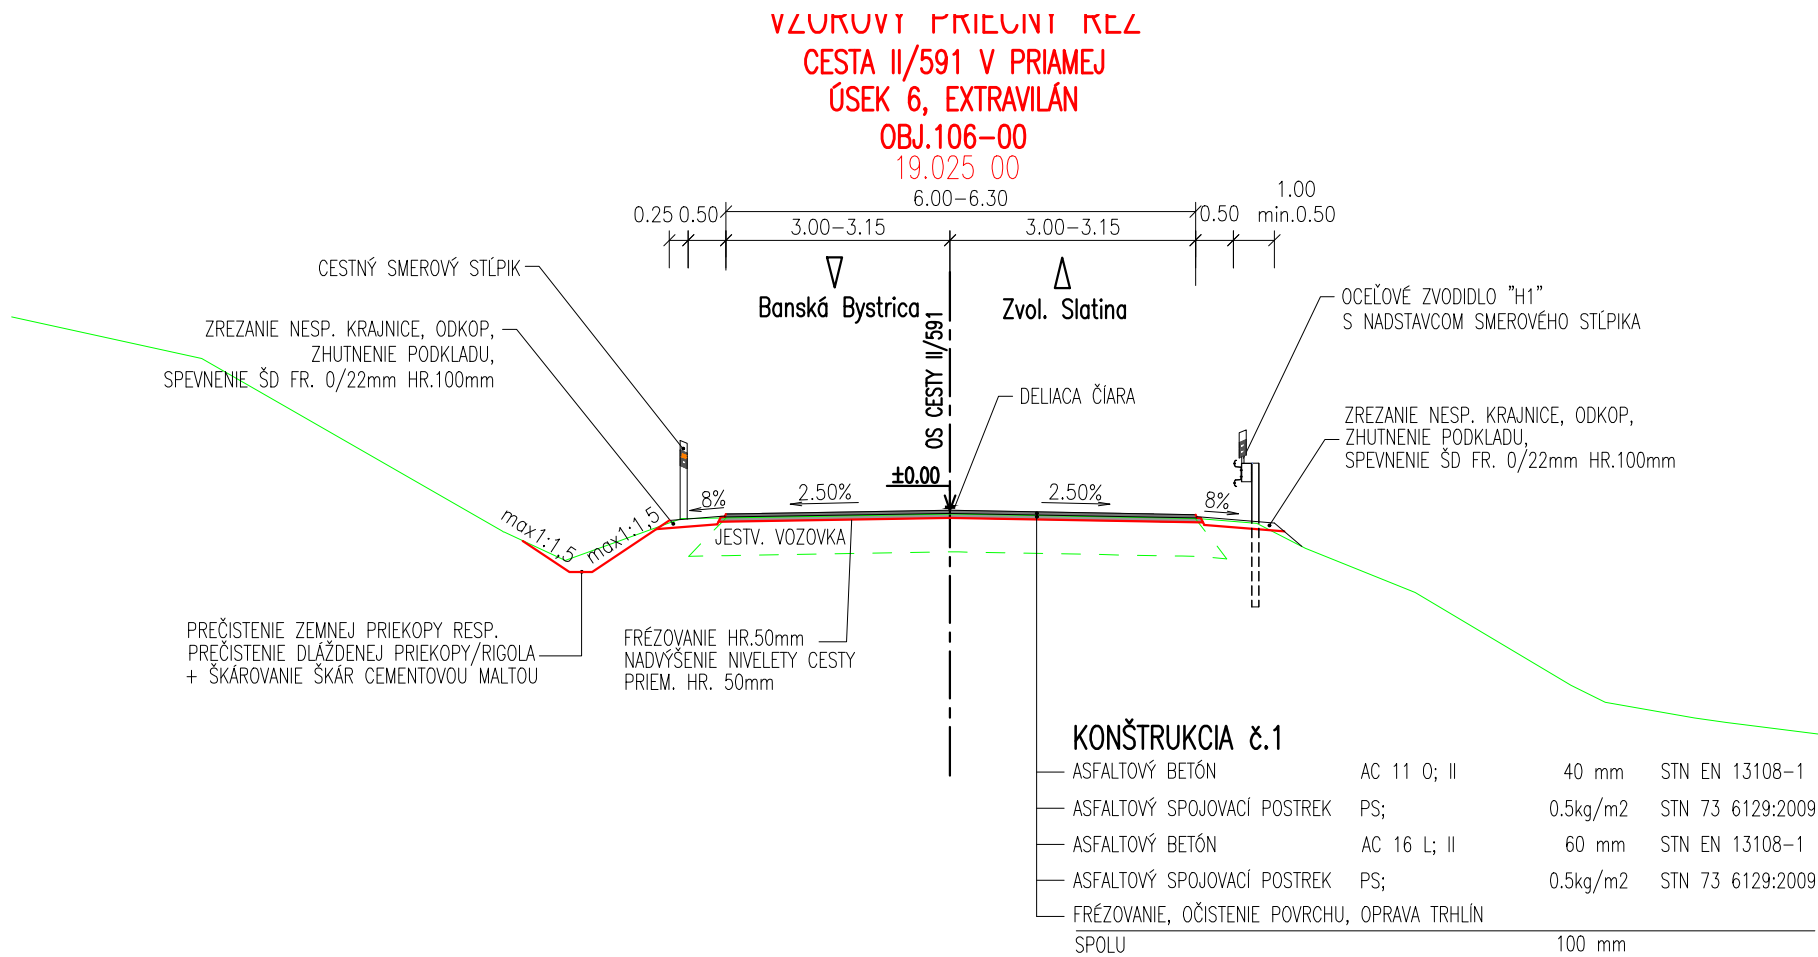 VZOROVÝ PRIEČNY REZ
CESTA II/591 V PRIAMEJ
ÚSEK 6, EXTRAVILÁN
OBJ.106-00
19.025 00
6.00-6.30
1.00
0.25 0.50
0.50
min.0.50
3.00-3.15
3.00-3.15
CESTNÝ SMEROVÝ STĹPIK
Banská Bystrica
Zvol. Slatina
OS CESTY II/591
OCEĽOVÉ ZVODIDLO "H1"
S NADSTAVCOM SMEROVÉHO STĹPIKA
ZREZANIE NESP. KRAJNICE, ODKOP,
ZHUTNENIE PODKLADU,
SPEVNENIE ŠD FR. 0/22mm HR.100mm
DELIACA ČÍARA
ZREZANIE NESP. KRAJNICE, ODKOP,
ZHUTNENIE PODKLADU,
SPEVNENIE ŠD FR. 0/22mm HR.100mm
±0.00
8%
2.50%
2.50%
8%
max1:1,5
max1:1,5
JESTV. VOZOVKA
PREČISTENIE ZEMNEJ PRIEKOPY RESP.
PREČISTENIE DLÁŽDENEJ PRIEKOPY/RIGOLA
+ ŠKÁROVANIE ŠKÁR CEMENTOVOU MALTOU
FRÉZOVANIE HR.50mm
NADVÝŠENIE NIVELETY CESTY
PRIEM. HR. 50mm
KONŠTRUKCIA č.1
ASFALTOVÝ BETÓN AC 11 O; II 40 mm STN EN 13108-1
ASFALTOVÝ SPOJOVACÍ POSTREK PS; 0.5kg/m2 STN 73 6129:2009
ASFALTOVÝ BETÓN AC 16 L; II 60 mm STN EN 13108-1
ASFALTOVÝ SPOJOVACÍ POSTREK PS; 0.5kg/m2 STN 73 6129:2009
FRÉZOVANIE, OČISTENIE POVRCHU, OPRAVA TRHLÍN
SPOLU 100 mm